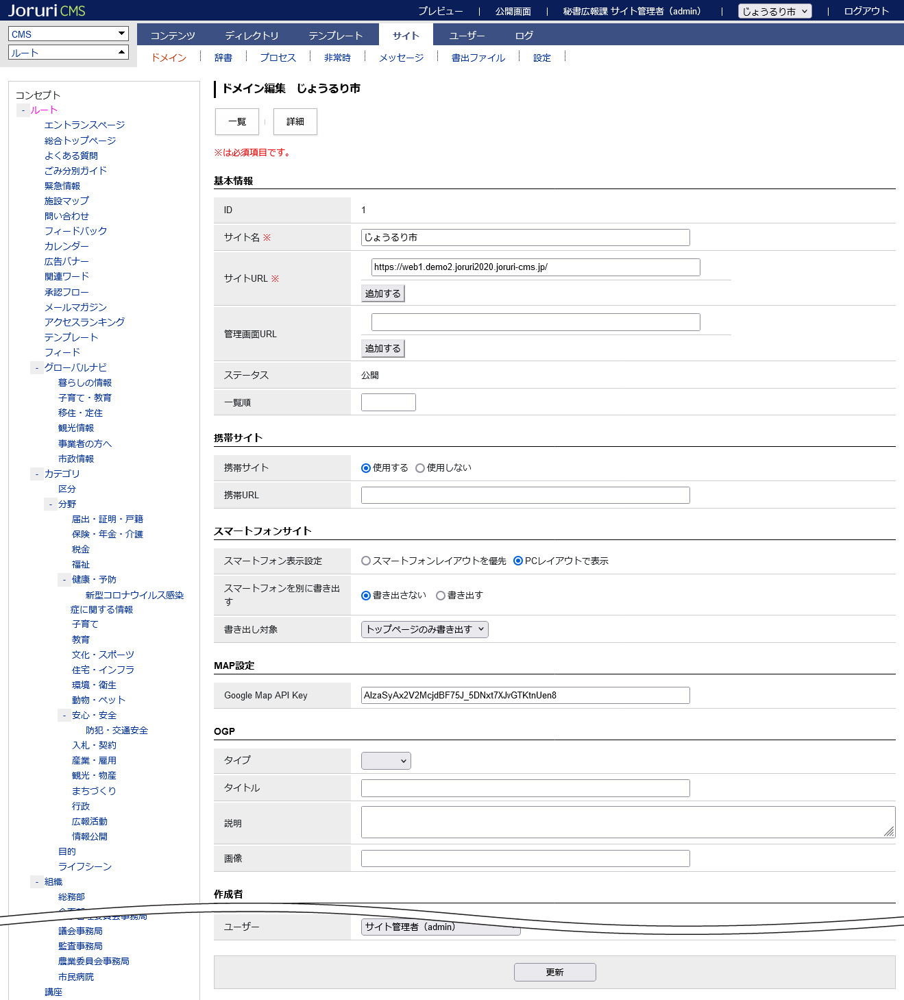 Joruri CMS
プレビュー | 公開画面 | 秘書広報課 サイト管理者（admin） | じょうるり市 | ログアウト
CMS
ルート
コンテンツ ディレクトリ テンプレート サイト ユーザー ログ
ドメイン 辞書 プロセス 非常時 メッセージ 書出ファイル 設定
コンセプト
- ルート
エントランスページ
総合トップページ
よくある質問
ごみ分別ガイド
緊急情報
施設マップ
問い合わせ
フィードバック
カレンダー
広告バナー
関連ワード
承認フロー
メールマガジン
アクセスランキング
テンプレート
フィード
- グローバルナビ
暮らしの情報
子育て・教育
移住・定住
観光情報
事業者の方へ
市政情報
- カテゴリ
区分
- 分野
届出・証明・戸籍
保険・年金・介護
税金
福祉
- 健康・予防
新型コロナウイルス感染
症に関する情報
子育て
教育
文化・スポーツ
住宅・インフラ
環境・衛生
動物・ペット
- 安心・安全
防犯・交通安全
入札・契約
産業・雇用
観光・物産
まちづくり
行政
広報活動
情報公開
目的
ライフシーン
- 組織
総務部
議会事務局
監査事務局
農業委員会事務局
市民病院
講座
ドメイン編集 じょうるり市
一覧 | 詳細
※は必須項目です。
基本情報
ID 1
サイト名 ※ じょうるり市
サイトURL ※ https://web1.demo2.joruri2020.joruri-cms.jp/
追加する
管理画面URL
追加する
ステータス 公開
一覧順
携帯サイト
携帯サイト 使用する 使用しない
携帯URL
スマートフォンサイト
スマートフォン表示設定 スマートフォンレイアウトを優先 PCレイアウトで表示
スマートフォンを別に書き出
す 書き出さない 書き出す
書き出し対象 トップページのみ書き出す
MAP設定
Google Map API Key AIzaSyAx2V2McjdBF75J_5DNxt7XJvGTKtnUen8
OGP
タイプ
タイトル
説明
画像
作成者
ユーザー サイト管理者（admin）
更新